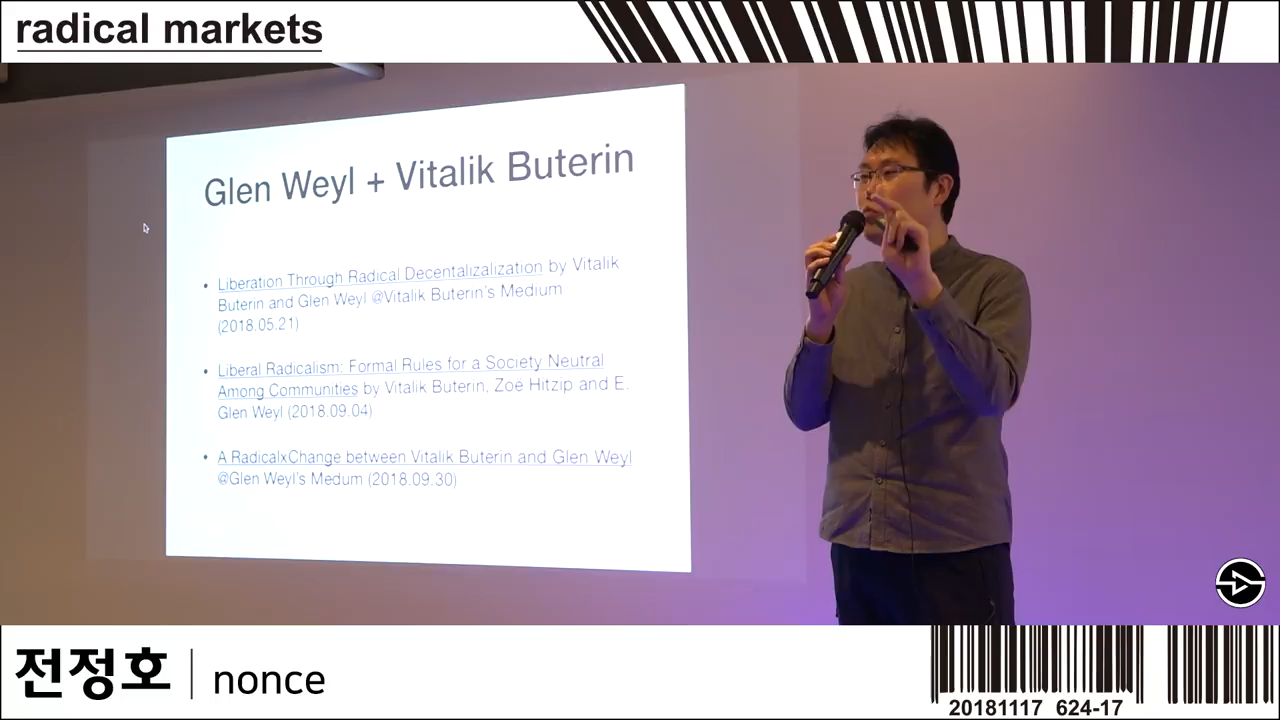 radical markets
Glen Weyl + Vitalik Buterin
• Liberation Through Radical Decentalizalization by Vitalik
Buterin and Glen Weyl @Vitalik Buterin's Medium
(2018.05.21)
• Liberal Radicalism: Formal Rules for a Society Neutral
Among Communities by Vitalik Buterin, Zoë Hitzip and E.
Glen Weyl (2018.09.04)
• A RadicalxChange between Vitalik Buterin and Glen Weyl
@Glen Weyl's Medum (2018.09.30)
전정호 | nonce
20181117 624-17